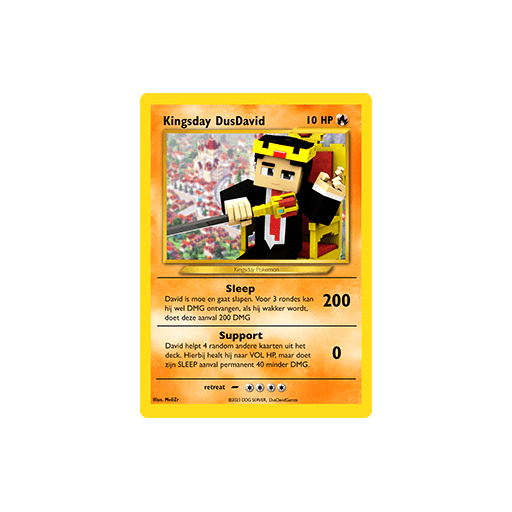 Kingsday DusDavid 10 HP
Kingsday Pokemon
Sleep
David is moe en gaat slapen. Voor 3 rondes kan
hij wel DMG ontvangen, als hij wakker wordt,
doet deze aanval 200 DMG
200
Support
David helpt 4 random andere kaarten uit het
deck. Hierbij healt hij naar VOL HP, maar doet
zijn SLEEP aanval permanent 40 minder DMG.
0
retreat
Illus. MeliZr ©2023 DDG SERVER, DusDavidGames